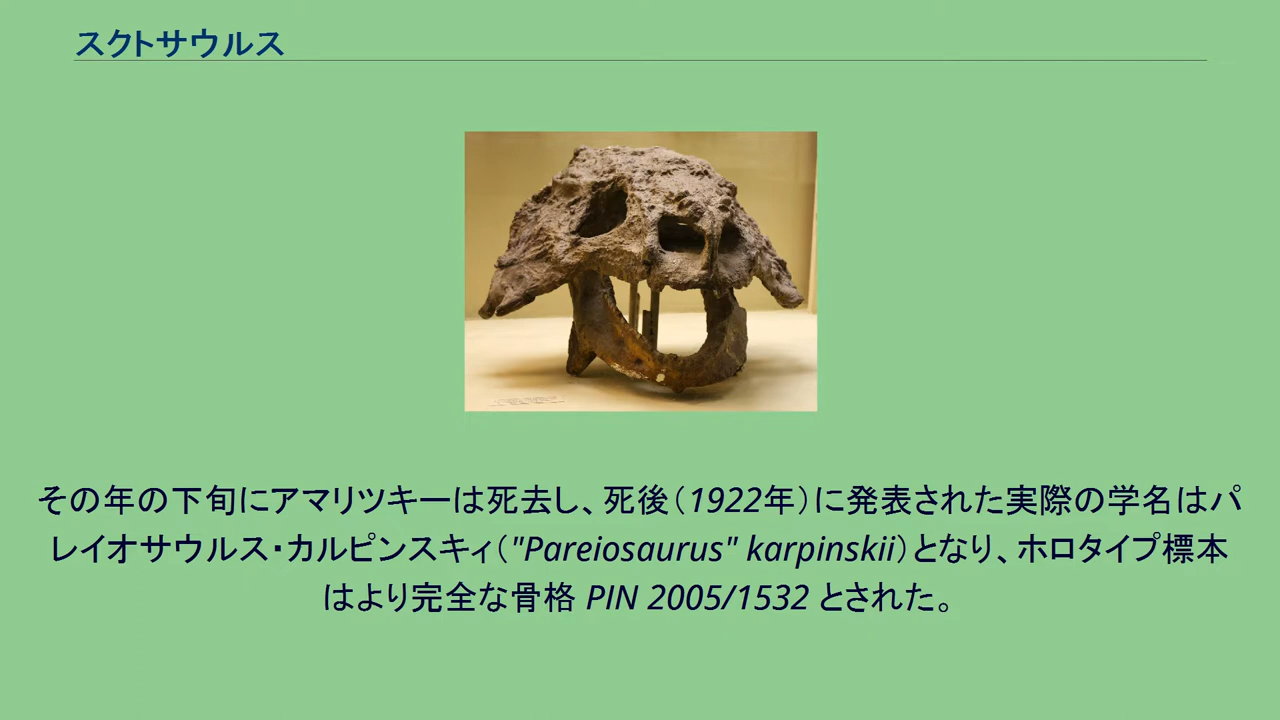 スクトサウルス
その年の下旬にアマリツキーは死去し、死後（1922年）に発表された実際の学名はパ
レイオサウルス・カルピンスキィ（"Pareiosaurus" karpinskii）となり、ホロタイプ標本
はより完全な骨格 PIN 2005/1532 とされた。